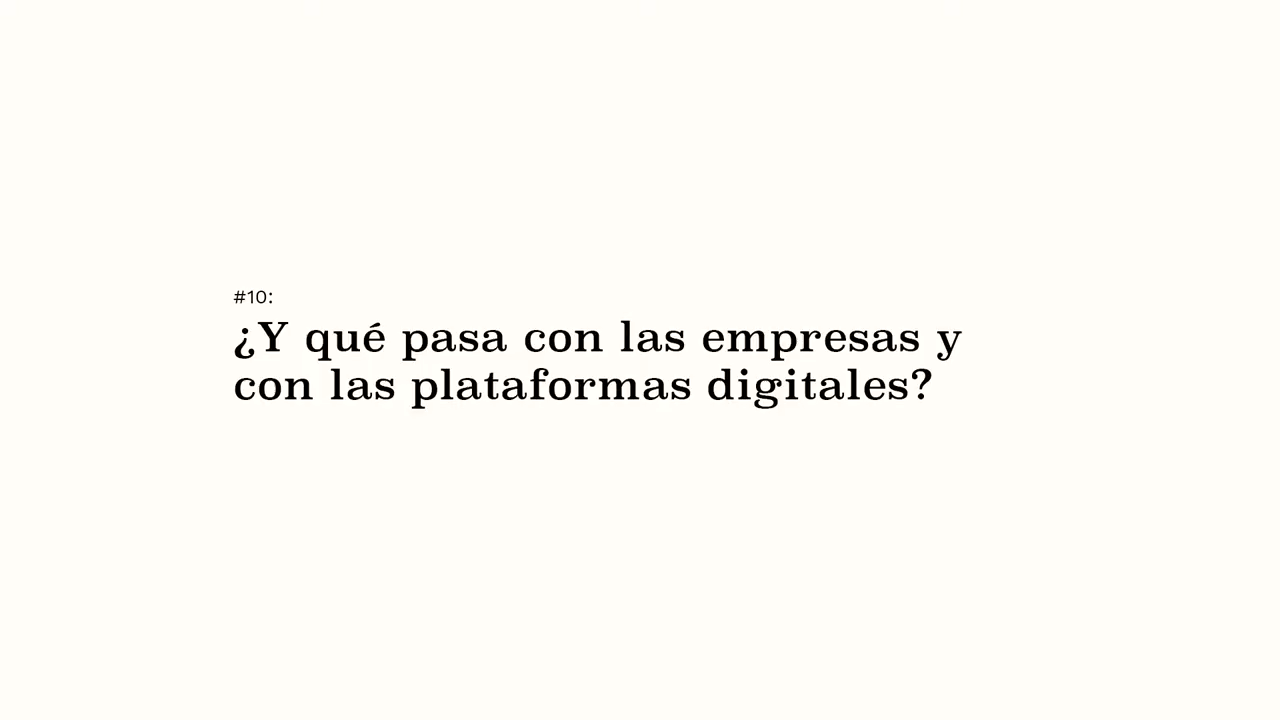 #10:
¿Y qué pasa con las empresas y
con las plataformas digitales?